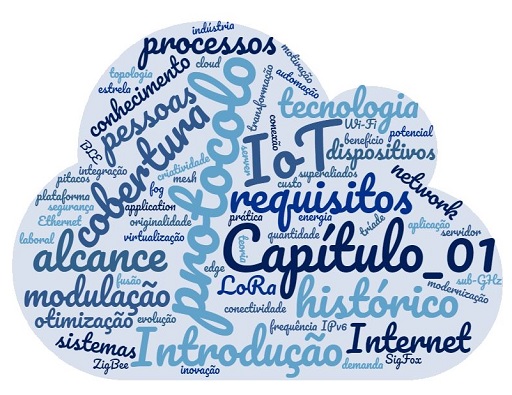 indústria
processos
motivação
cloud
topologia
automação
estrela
conhecimento
transformação
tecnologia
pessoas
protocolo
Wi-Fi
potencial
conexão
benefício
BLE
cobertura
IoT
dispositivos
integração
criatividade
server
superaliados
pitacos
mesh
custo
network
plataforma
fog
requisitos
segurança
application
prática
energia
Ethernet
originalidade
tríade
aplicação
laboral
virtualização
quantidade
servidor
teoria
Capítulo_01
alcance
edge
fusão
LoRa
sub-GHz
modulação
histórico
modernização
conectividade
otimização
evolução
frequência
IPv6
sistemas
Introdução
Internet
ZigBee
demanda
SigFox
inovação